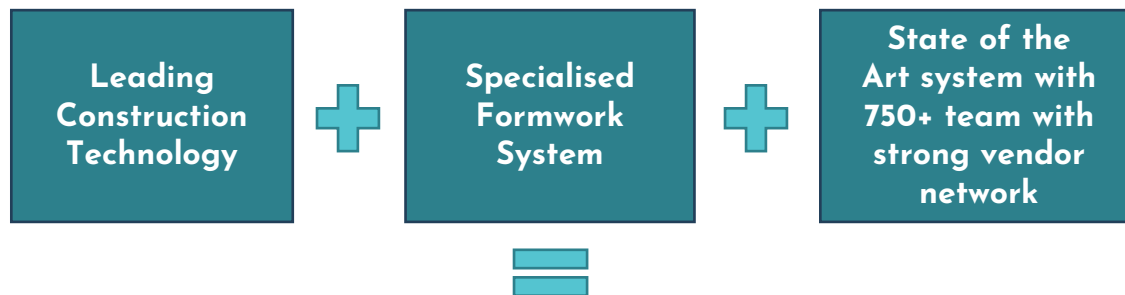 Leading
Construction
Technology
Specialised
Formwork
System
State of the
Art system with
750+ team with
strong vendor
network